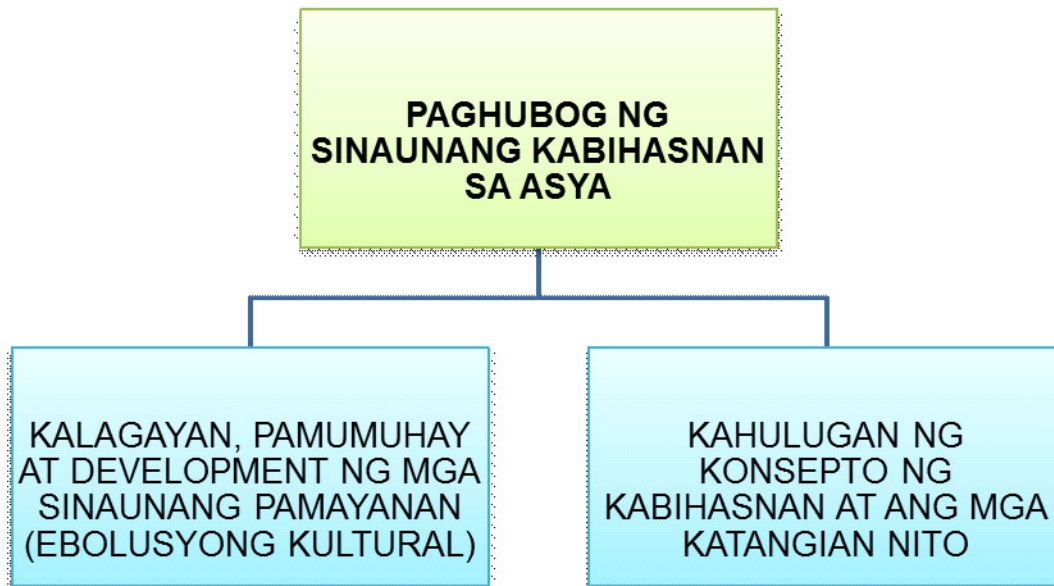 PAGHUBOG NG
SINAUNANG KABIHASNAN
SA ASYA
KALAGAYAN, PAMUMUHAY
AT DEVELOPMENT NG MGA
SINAUNANG PAMAYANAN
(EBOLUSYONG KULTURAL)
KAHULUGAN NG
KONSEPTO NG
KABIHASNAN AT ANG MGA
KATANGIAN NITO